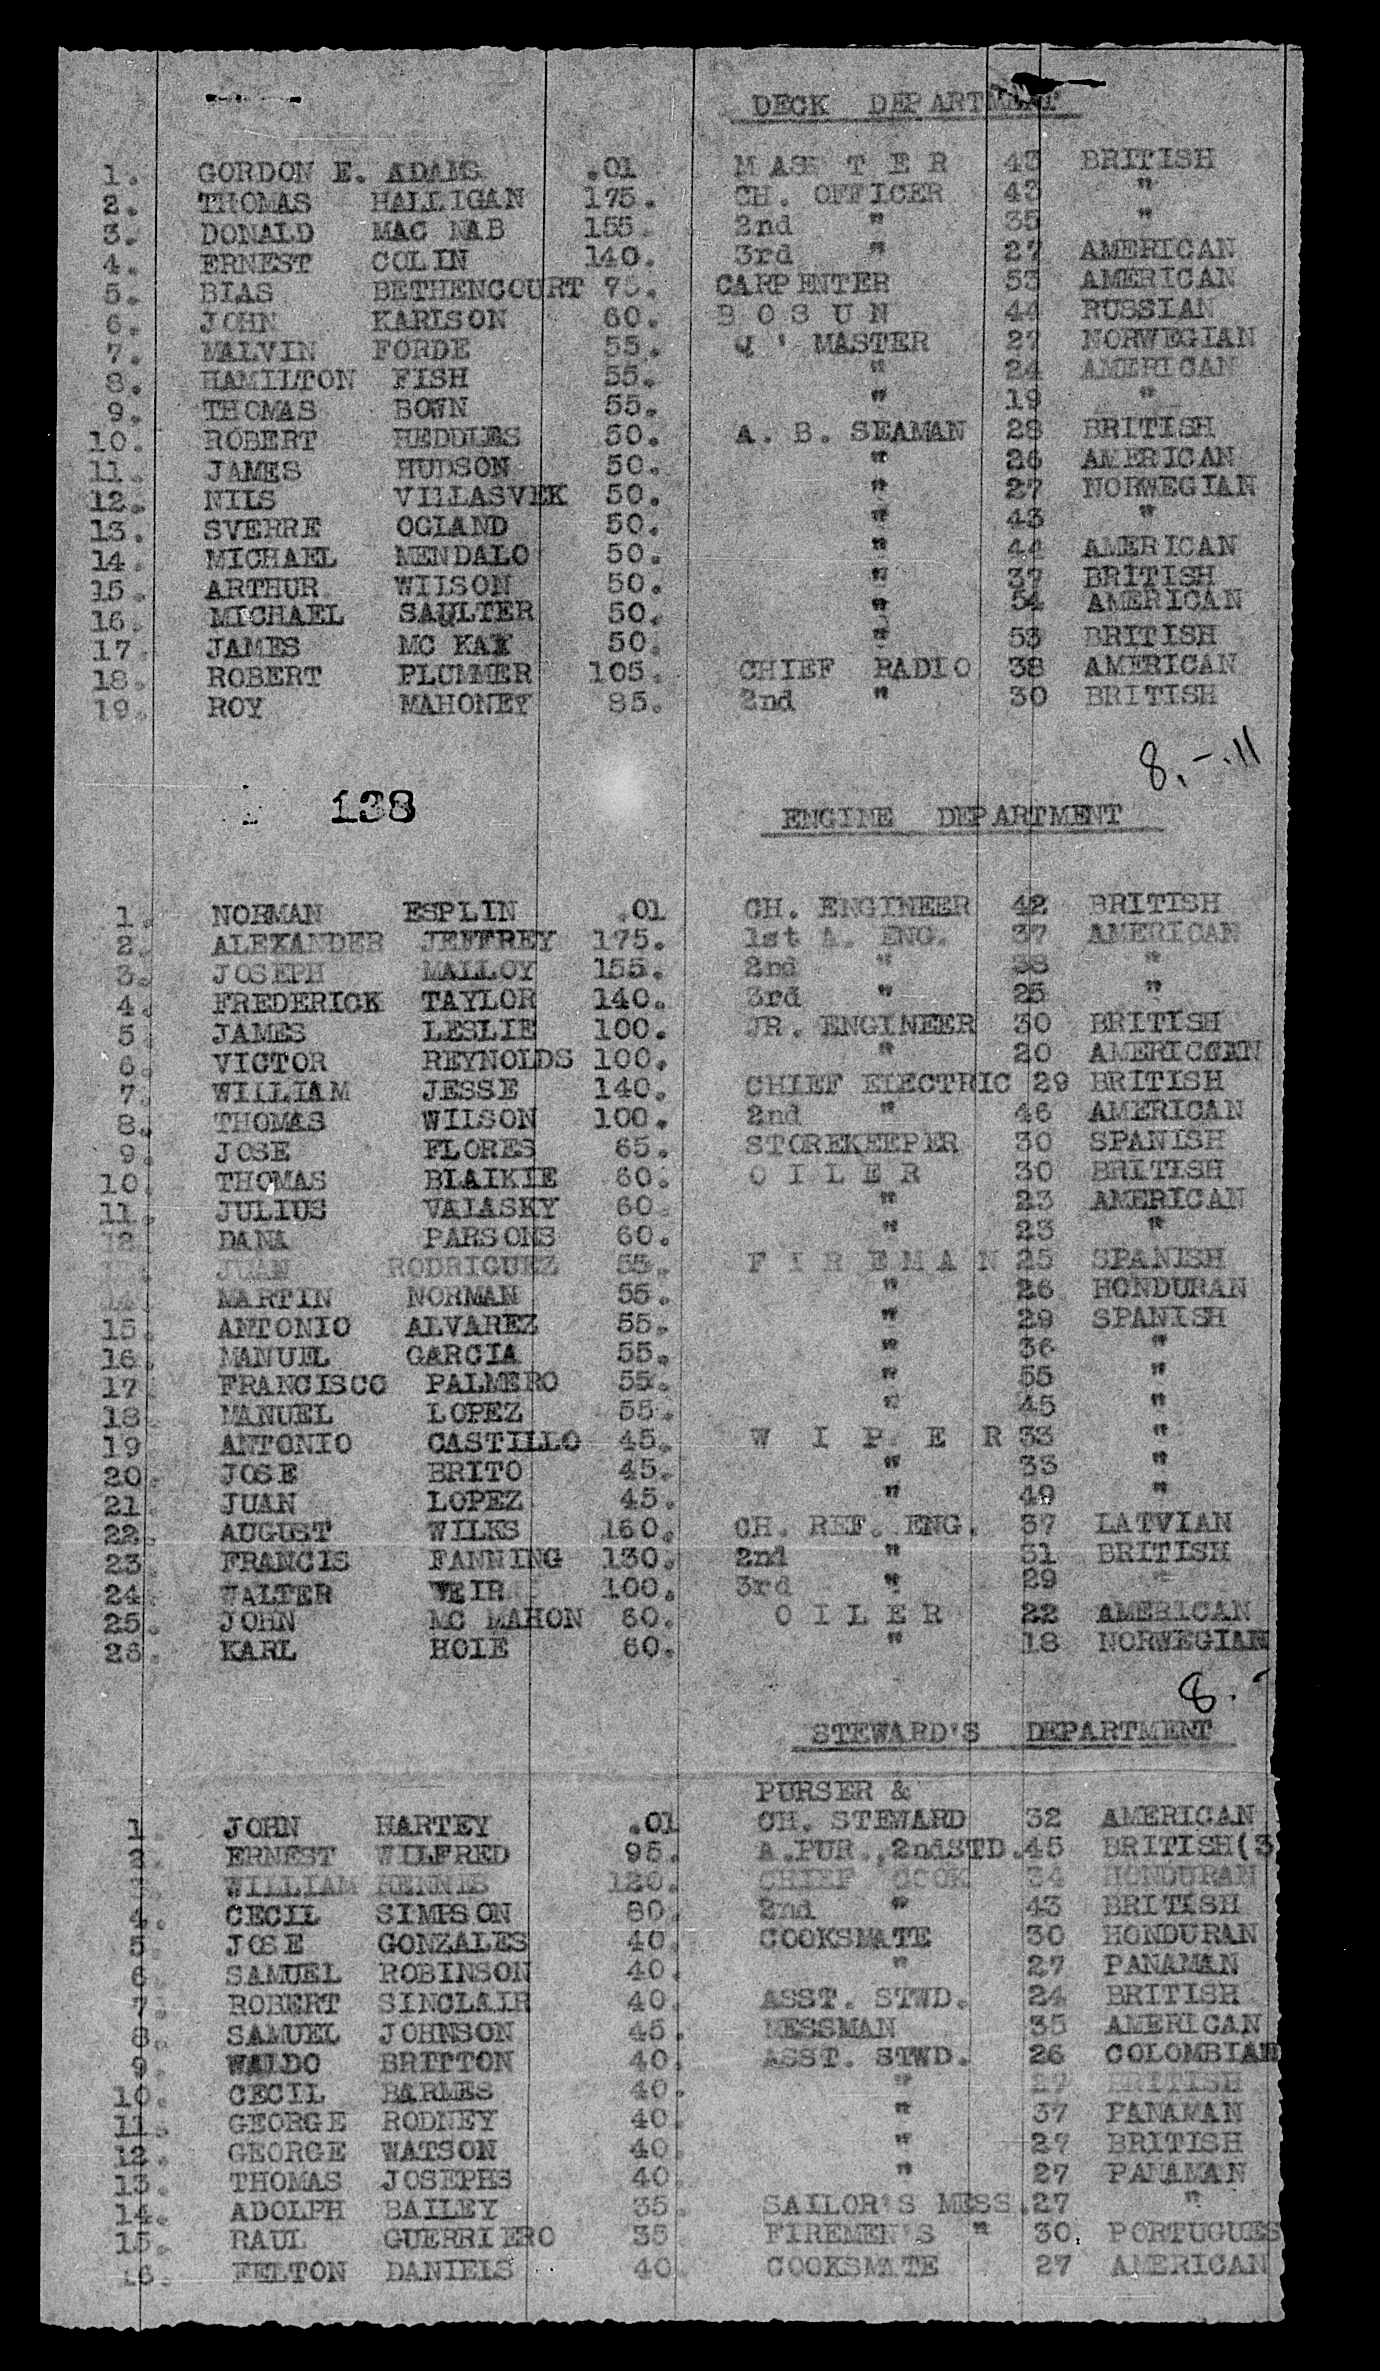 DECK DEPARTMENT
1. GORDON E. ADAMS .01 M A S T E R 43 BRITISH
2. THOMAS HALLIGAN 175. CH. OFFICER 43 "
3. DONALD MAC NAB 155. 2nd " 35 "
4. ERNEST COLIN 140. 3rd " 27 AMERICAN
5. BIAS BETHENCOURT 75. CARPENTER 53 AMERICAN
6. JOHN KARLSON 60. B O S U N 44 RUSSIAN
7. MALVIN FORDE 55. Q ' MASTER 27 NORWEGIAN
8. HAMILTON FISH 55. " 24 AMERICAN
9. THOMAS BOWN 55. " 19 "
10. ROBERT HEDDLES 50. A. B. SEAMAN 28 BRITISH
11. JAMES HUDSON 50. " 26 AMERICAN
12. NILS VILLASVEK 50. " 27 NORWEGIAN
13. SVERRE OGLAND 50. " 43 "
14. MICHAEL MENDALO 50. " 44 AMERICAN
15. ARTHUR WILSON 50. " 37 BRITISH
16. MICHAEL SAULTER 50. " 54 AMERICAN
17. JAMES MC KAY 50. " 53 BRITISH
18. ROBERT PLUMMER 105. CHIEF RADIO 38 AMERICAN
19. ROY MAHONEY 85. 2nd " 30 BRITISH
8.-.11
138
ENGINE DEPARTMENT
1. NORMAN ESPLIN .01 CH. ENGINEER 42 BRITISH
2. ALEXANDER JEFFREY 175. 1st A. ENG. 37 AMERICAN
3. JOSEPH MALLOY 155. 2nd " 38 "
4. FREDERICK TAYLOR 140. 3rd " 25 "
5. JAMES LESLIE 100. JR. ENGINEER 30 BRITISH
6. VICTOR REYNOLDS 100. " 20
7. WILLIAM JESSE 140. CHIEF ELECTRIC 29 BRITISH
8. THOMAS WILSON 100. 2nd " 46 AMERICAN
9. JOSE FLORES 65. STOREKEEPER 30 SPANISH
10. THOMAS BLAIKIE 60. O I L E R 30 BRITISH
11. JULIUS VAIASKY 60. " 23 AMERICAN
12. DANA PARSONS 60. " 23 "
13. JUAN RODRIGUEZ 55. F I R E M A N 25 SPANISH
14. MARTIN NORMAN 55. " 26 HONDURAN
15. ANTONIO ALVAREZ 55. " 29 SPANISH
16. MANUEL GARCIA 55. " 36 "
17. FRANCISCO PALMERO 55. " 55 "
18. MANUEL LOPEZ 55. " 45 "
19. ANTONIO CASTILLO 45. W I P E R 33 "
20. JOSE BRITO 45. " 33 "
21. JUAN LOPEZ 45. " 49 "
22. AUGUST WILKS 160. CH. REF. ENG. 37 LATVIAN
23. FRANCIS FANNING 130. 2nd " 31 BRITISH
24. WALTER WEIR 100. 3rd " 29 "
25. JOHN MC MAHON 60. O I L E R 22 AMERICAN
26. KARL HOIE 60. " 18 NORWEGIAN
8.-
STEWARD'S DEPARTMENT
PURSER &
1. JOHN HARTEY .01 CH. STEWARD 32 AMERICAN
2. ERNEST WILFRED 95. A.PUR.,2ndSTD. 45 BRITISH(3
3. WILLIAM HENNIS 120. CHIEF COOK 34 HONDURAN
4. CECIL SIMPSON 80. 2nd " 43 BRITISH
5. JOSE GONZALES 40. COOKSMATE 30 HONDURAN
6. SAMUEL ROBINSON 40. " 27 PANAMAN
7. ROBERT SINCLAIR 40. ASST. STWD. 24 BRITISH
8. SAMUEL JOHNSON 45. MESSMAN 35 AMERICAN
9. WALDO BRITTON 40. ASST. STWD. 26 COLOMBIAN
10. CECIL BARNES 40. " 27 BRITISH
11. GEORGE RODNEY 40. " 37 PANAMAN
12. GEORGE WATSON 40. " 27 BRITISH
13. THOMAS JOSEPHS 40. " 27 PANAMAN
14. ADOLPH BAILEY 35. SAILOR'S MESS. 27 "
15. RAUL GUERRIERO 35 FIREMEN'S " 30. PORTUGUES
16. FELTON DANIELS 40. COOKSMATE 27 AMERICAN